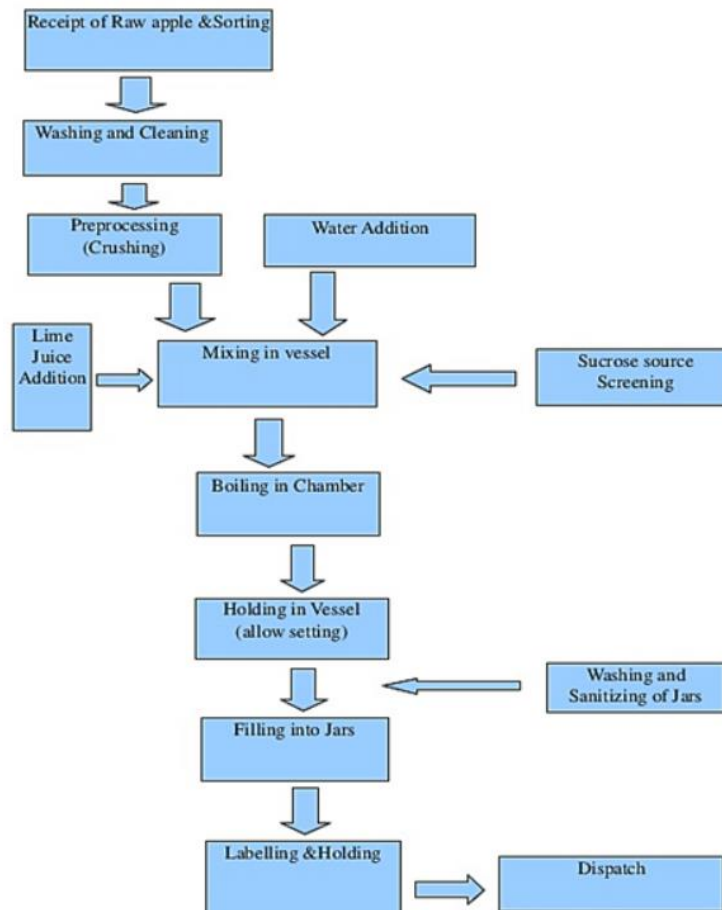 Receipt of Raw apple &Sorting
Washing and Cleaning
Preprocessing
(Crushing)
Water Addition
Lime
Juice
Addition
Mixing in vessel
Sucrose source
Screening
Boiling in Chamber
Holding in Vessel
(allow setting)
Washing and
Sanitizing of Jars
Filling into Jars
Labelling &Holding
Dispatch